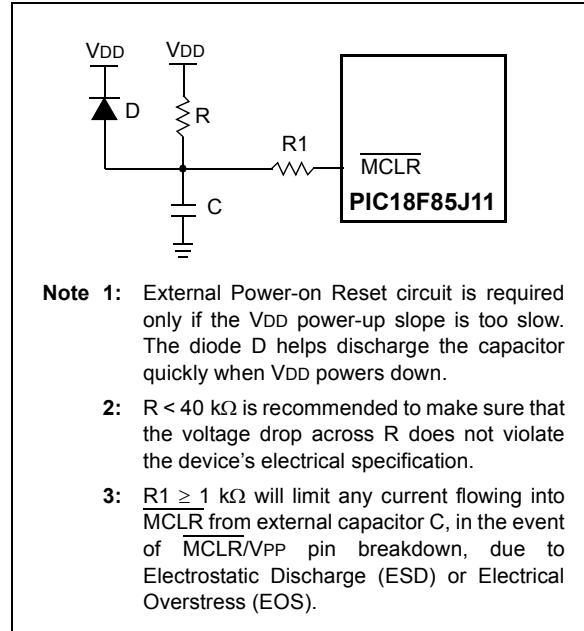 VDD VDD
D
R
R1
MCLR
C
PIC18F85J11
Note 1: External Power-on Reset circuit is required
only if the VDD power-up slope is too slow.
The diode D helps discharge the capacitor
quickly when VDD powers down.
2: R < 40 kΩ is recommended to make sure that
the voltage drop across R does not violate
the device's electrical specification.
3: R1 ≥ 1 kΩ will limit any current flowing into
MCLR from external capacitor C, in the event
of MCLR/VPP pin breakdown, due to
Electrostatic Discharge (ESD) or Electrical
Overstress (EOS).